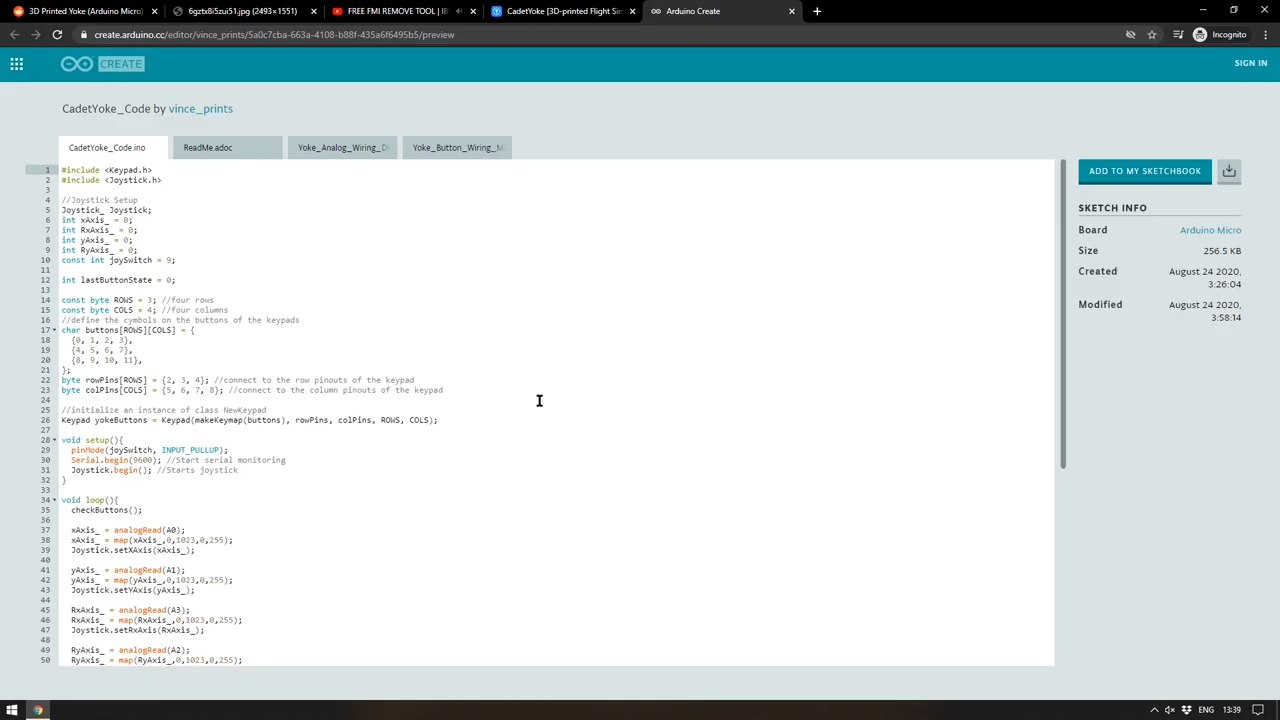 3D Printed Yoke (Arduino Micro)
6gztx8i5zui51.jpg (2493×1551)
FREE FMI REMOVE TOOL | IB
CadetYoke [3D-printed Flight Sim
Arduino Create
create.arduino.cc/editor/vince_prints/5a0c7cba-663a-4108-b88f-435a6f6495b5/preview
Incognito
CREATE
SIGN IN
CadetYoke_Code by vince_prints
CadetYoke_Code.ino
ReadMe.adoc
Yoke_Analog_Wiring_Di
Yoke_Button_Wiring_M
1 #include <Keypad.h>
2 #include <Joystick.h>
3
4 //Joystick Setup
5 Joystick_ Joystick;
6 int xAxis_ = 0;
7 int RxAxis_ = 0;
8 int yAxis_ = 0;
9 int RyAxis_ = 0;
10 const int joySwitch = 9;
11
12 int lastButtonState = 0;
13
14 const byte ROWS = 3; //four rows
15 const byte COLS = 4; //four columns
16 //define the cymbols on the buttons of the keypads
17 char buttons[ROWS][COLS] = {
18 {0, 1, 2, 3},
19 {4, 5, 6, 7},
20 {8, 9, 10, 11},
21 };
22 byte rowPins[ROWS] = {2, 3, 4}; //connect to the row pinouts of the keypad
23 byte colPins[COLS] = {5, 6, 7, 8}; //connect to the column pinouts of the keypad
24
25 //initialize an instance of class NewKeypad
26 Keypad yokeButtons = Keypad(makeKeymap(buttons), rowPins, colPins, ROWS, COLS);
27
28 void setup(){
29 pinMode(joySwitch, INPUT_PULLUP);
30 Serial.begin(9600); //Start serial monitoring
31 Joystick.begin(); //Starts joystick
32 }
33
34 void loop(){
35 checkButtons();
36
37 xAxis_ = analogRead(A0);
38 xAxis_ = map(xAxis_,0,1023,0,255);
39 Joystick.setXAxis(xAxis_);
40
41 yAxis_ = analogRead(A1);
42 yAxis_ = map(yAxis_,0,1023,0,255);
43 Joystick.setYAxis(yAxis_);
44
45 RxAxis_ = analogRead(A3);
46 RxAxis_ = map(RxAxis_,0,1023,0,255);
47 Joystick.setRxAxis(RxAxis_);
48
49 RyAxis_ = analogRead(A2);
50 RyAxis_ = map(RyAxis_,0,1023,0,255);
ADD TO MY SKETCHBOOK
SKETCH INFO
Board Arduino Micro
Size 256.5 KB
Created August 24 2020,
3:26:04
Modified August 24 2020,
3:58:14
ENG 13:39